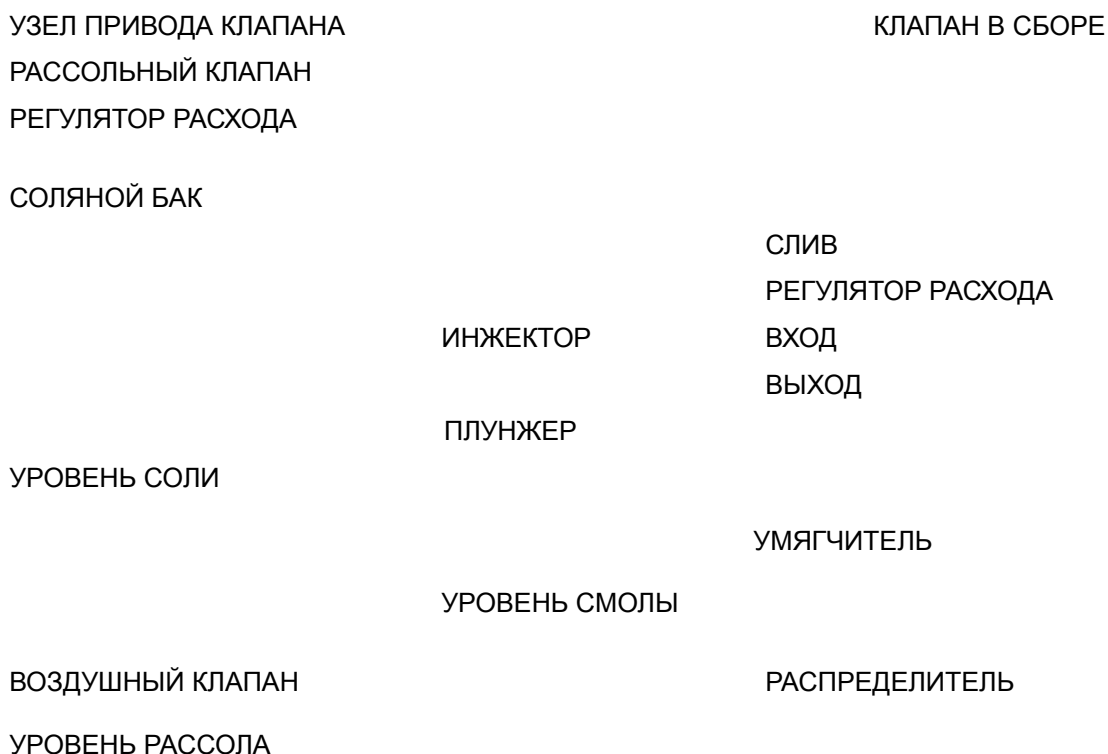 УЗЕЛ ПРИВОДА КЛАПАНА
КЛАПАН В СБОРЕ
РАССОЛЬНЫЙ КЛАПАН
РЕГУЛЯТОР РАСХОДА
СОЛЯНОЙ БАК
СЛИВ
РЕГУЛЯТОР РАСХОДА
ИНЖЕКТОР
ВХОД
ВЫХОД
ПЛУНЖЕР
УРОВЕНЬ СОЛИ
УМЯГЧИТЕЛЬ
УРОВЕНЬ СМОЛЫ
ВОЗДУШНЫЙ КЛАПАН
РАСПРЕДЕЛИТЕЛЬ
УРОВЕНЬ РАССОЛА